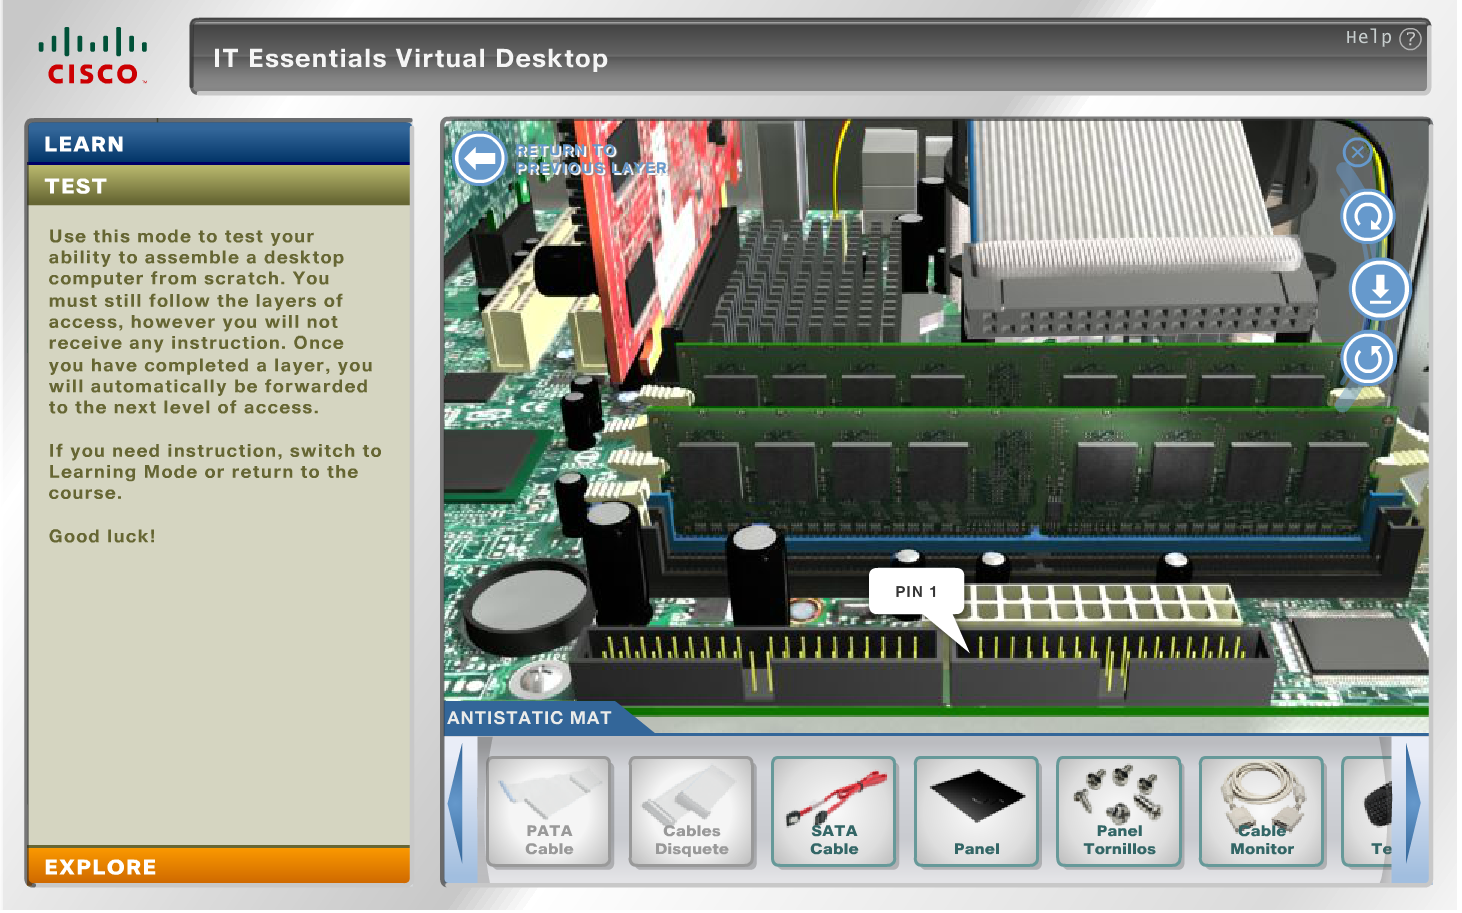 CISCO
IT Essentials Virtual Desktop
Help ?
LEARN
TEST
Use this mode to test your
ability to assemble a desktop
computer from scratch. You
must still follow the layers of
access, however you will not
receive any instruction. Once
you have completed a layer, you
will automatically be forwarded
to the next level of access.
If you need instruction, switch to
Learning Mode or return to the
course.
Good luck!
EXPLORE
RETURN TO
PREVIOUS LAYER
PIN 1
ANTISTATIC MAT
PATA
Cable
Cables
Disquete
SATA
Cable
Panel
Panel
Tornillos
Cable
Monitor
Te